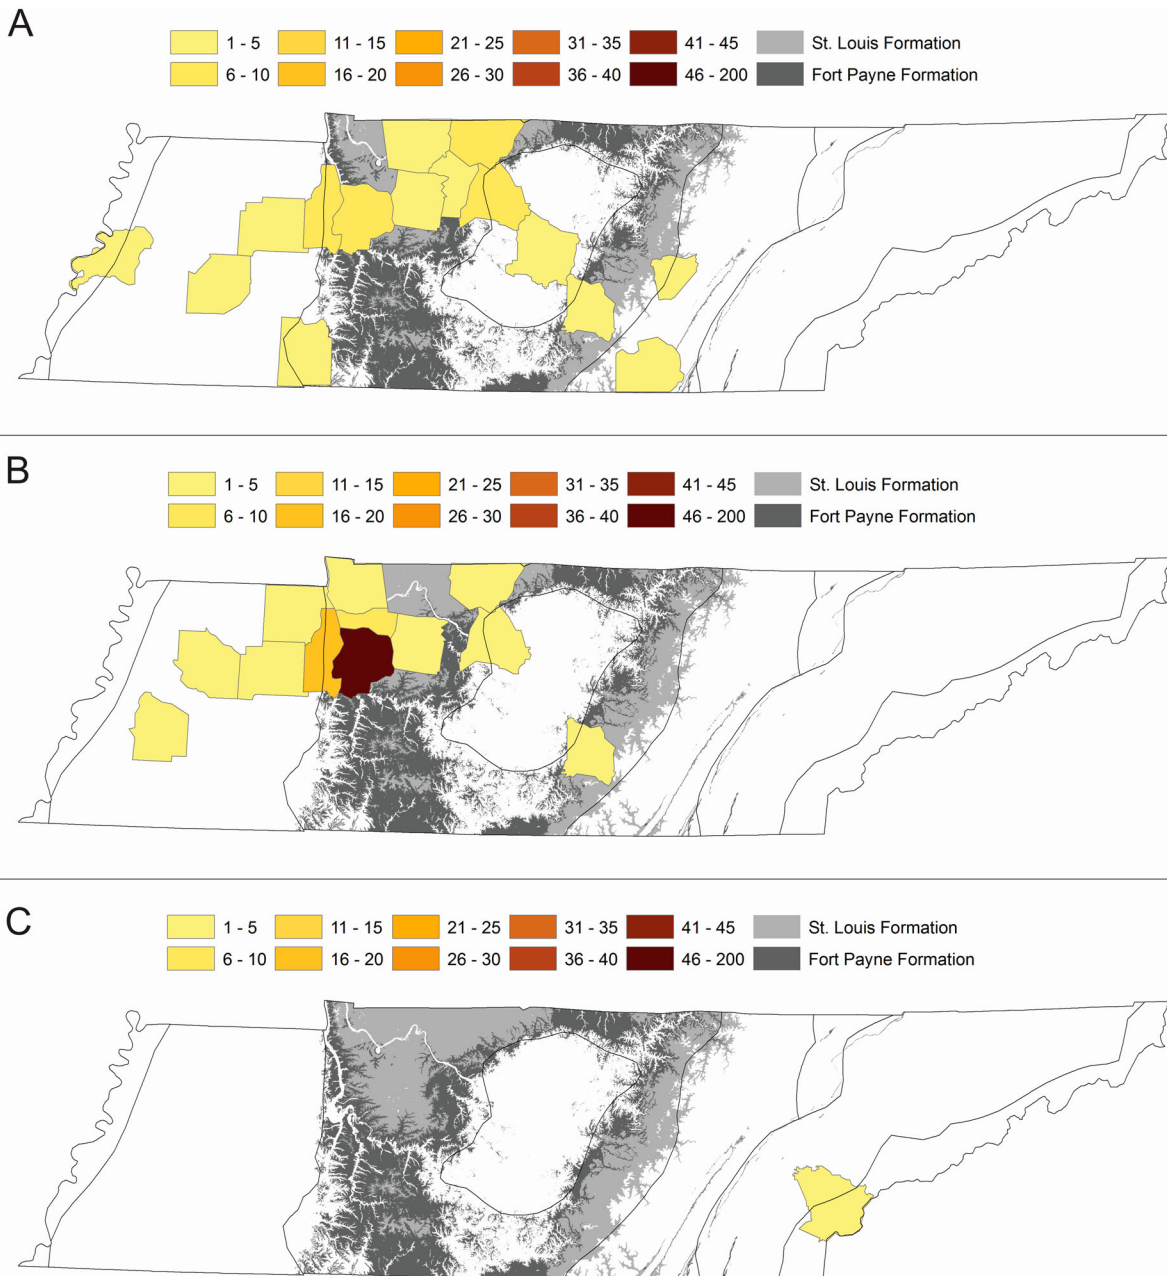 A
1 - 5 11 - 15 21 - 25 31 - 35 41 - 45 St. Louis Formation
6 - 10 16 - 20 26 - 30 36 - 40 46 - 200 Fort Payne Formation
B
1 - 5 11 - 15 21 - 25 31 - 35 41 - 45 St. Louis Formation
6 - 10 16 - 20 26 - 30 36 - 40 46 - 200 Fort Payne Formation
C
1 - 5 11 - 15 21 - 25 31 - 35 41 - 45 St. Louis Formation
6 - 10 16 - 20 26 - 30 36 - 40 46 - 200 Fort Payne Formation